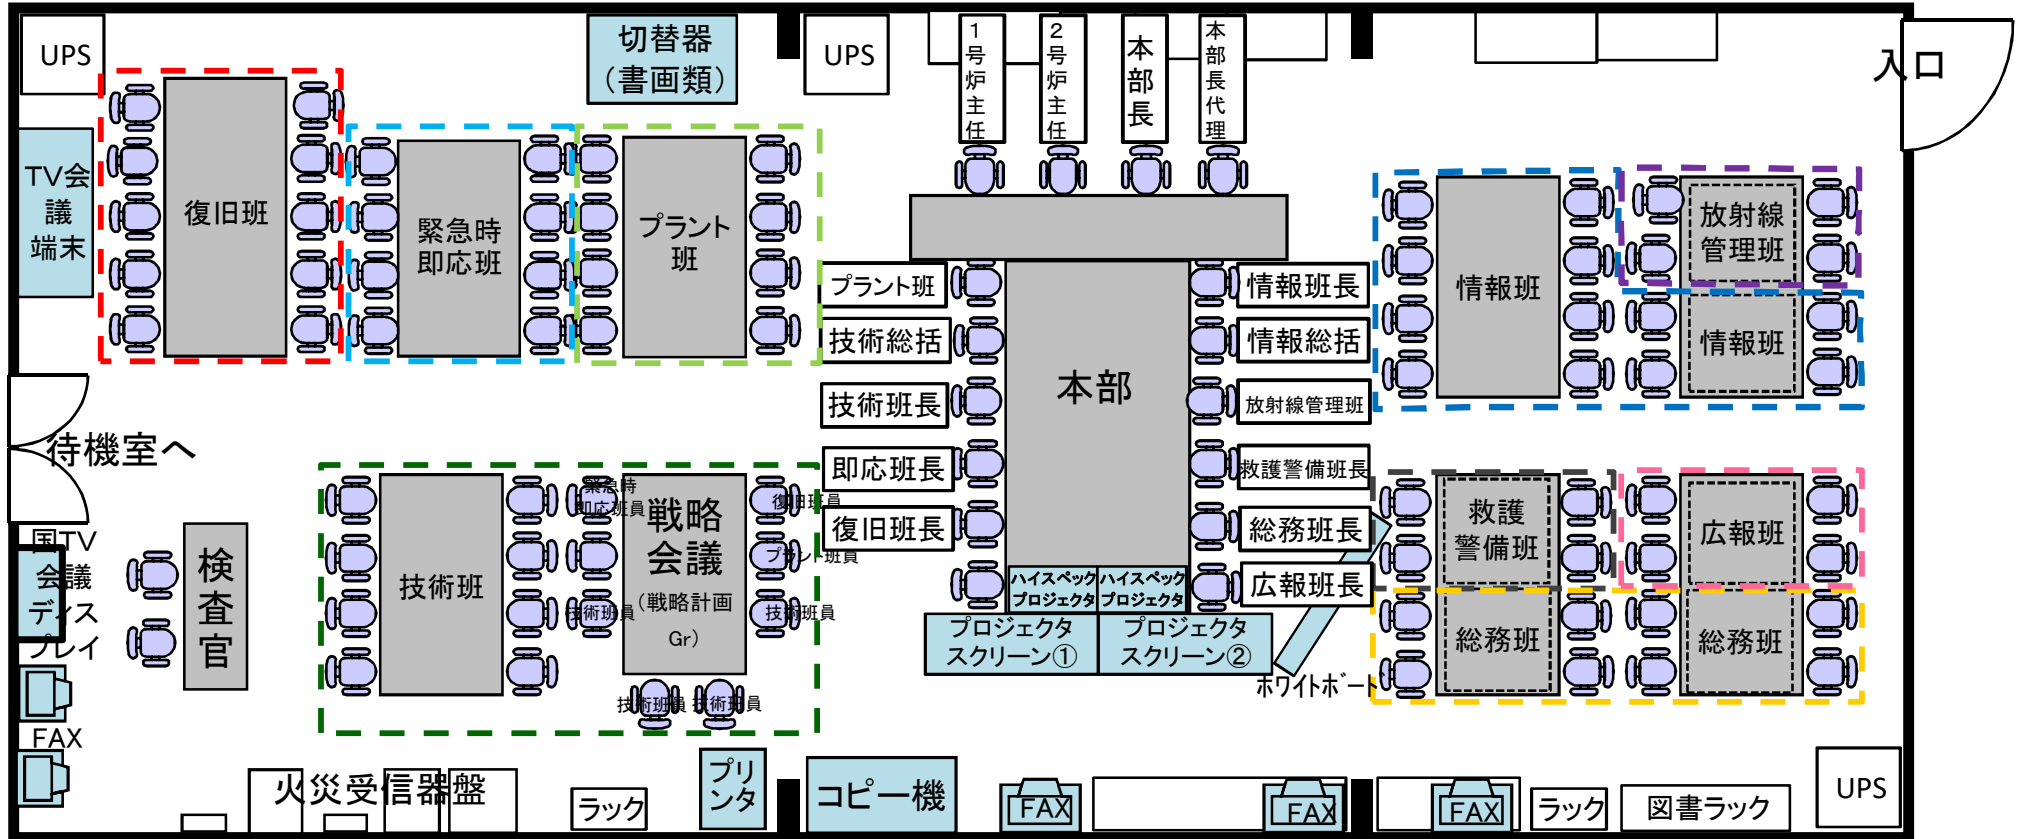 UPS
切替器
（書画類）
UPS
1号炉主任
2号炉主任
本部長
本部長代理
入口
TV会
議
端末
復旧班
緊急時
即応班
プラント
班
プラント班
技術総括
技術班長
即応班長
復旧班長
本部
情報班長
情報総括
放射線管理班
救護警備班長
総務班長
広報班長
情報班
放射線
管理班
情報班
待機室へ
国TV
会議
ディス
プレイ
FAX
検査官
技術班
緊急時
即応班員
技術班員
戦略
会議
（戦略計画
Gr）
復旧班員
プラント班員
技術班員
技術班員
技術班員
ハイスペック
プロジェクタ
ハイスペック
プロジェクタ
プロジェクタ
スクリーン①
プロジェクタ
スクリーン②
ホワイトボード
救護
警備班
広報班
総務班
総務班
火災受信器盤
ラック
プリ
ンタ
コピー機
FAX
FAX
FAX
ラック
図書ラック
UPS